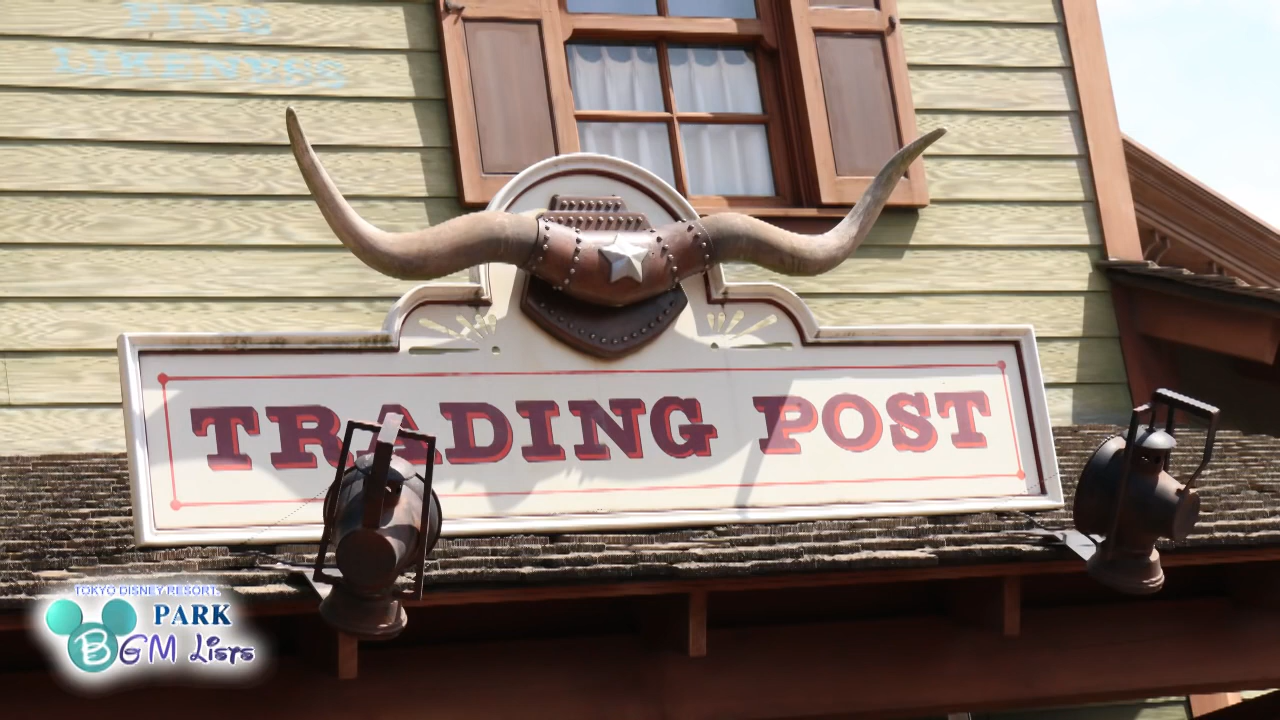 FINE
LIKENESS
TRADING POST
TOKYO DISNEY RESORT
PARK
BGM Lists